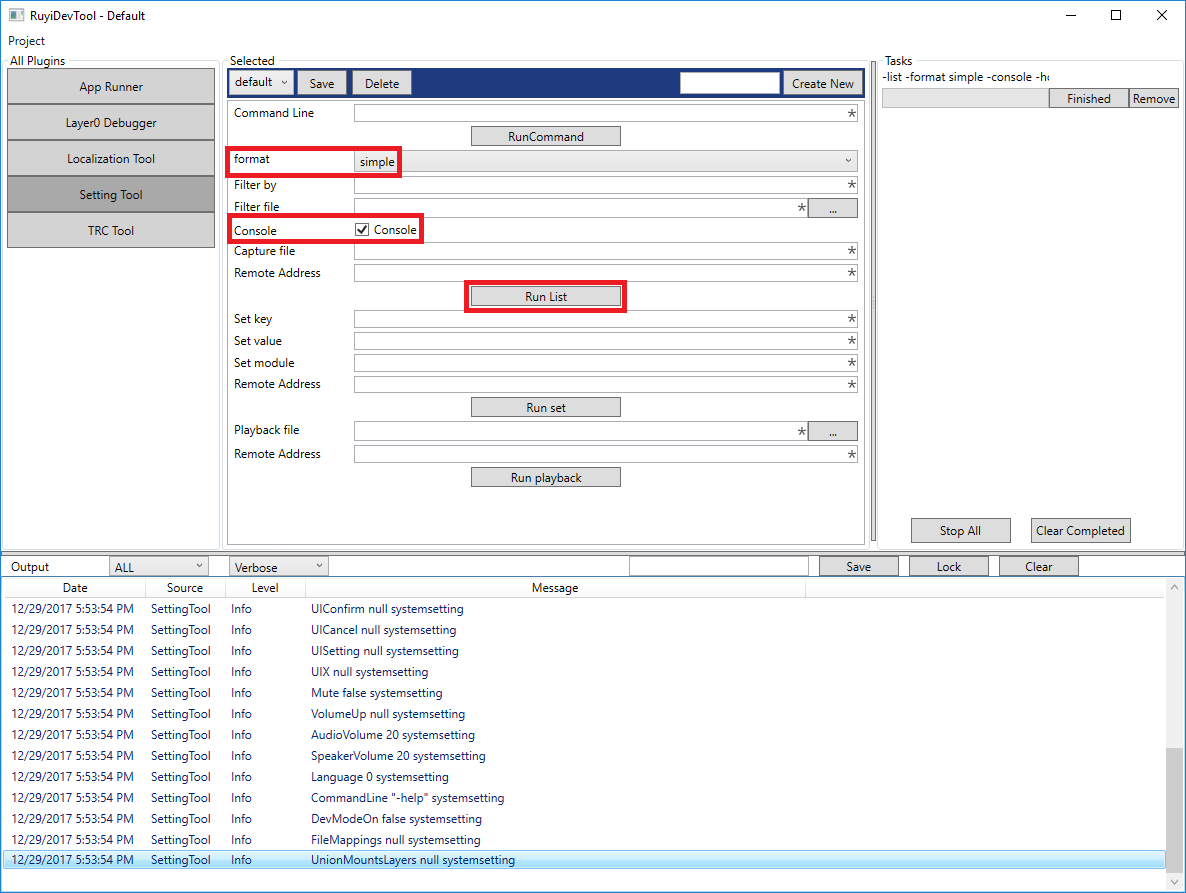 RuyiDevTool - Default
Project
All Plugins
App Runner
Layer0 Debugger
Localization Tool
Setting Tool
TRC Tool
Selected
default Save Delete Create New
Command Line *
RunCommand
format simple
Filter by *
Filter file * ...
Console Console
Capture file *
Remote Address *
Run List
Set key *
Set value *
Set module *
Remote Address *
Run set
Playback file * ...
Remote Address *
Run playback
Tasks
-list -format simple -console -hc
Finished Remove
Stop All Clear Completed
Output ALL Verbose Save Lock Clear
Date Source Level Message
12/29/2017 5:53:54 PM SettingTool Info UIConfirm null systemsetting
12/29/2017 5:53:54 PM SettingTool Info UICancel null systemsetting
12/29/2017 5:53:54 PM SettingTool Info UISetting null systemsetting
12/29/2017 5:53:54 PM SettingTool Info UIX null systemsetting
12/29/2017 5:53:54 PM SettingTool Info Mute false systemsetting
12/29/2017 5:53:54 PM SettingTool Info VolumeUp null systemsetting
12/29/2017 5:53:54 PM SettingTool Info AudioVolume 20 systemsetting
12/29/2017 5:53:54 PM SettingTool Info SpeakerVolume 20 systemsetting
12/29/2017 5:53:54 PM SettingTool Info Language 0 systemsetting
12/29/2017 5:53:54 PM SettingTool Info CommandLine "-help" systemsetting
12/29/2017 5:53:54 PM SettingTool Info DevModeOn false systemsetting
12/29/2017 5:53:54 PM SettingTool Info FileMappings null systemsetting
12/29/2017 5:53:54 PM SettingTool Info UnionMountsLayers null systemsetting